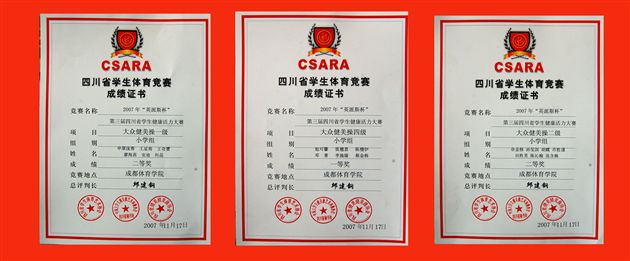 CSARA
四川省学生体育竞赛
成绩证书
竞赛名称 2007年“英派斯杯”
第三届四川省学生健康活力大赛
项目 大众健美操一级
组别 小学组
姓名
成绩 二等奖
竞赛地点 成都体育学院
总评判长 邱建钢
2007年11月17日
CSARA
四川省学生体育竞赛
成绩证书
竞赛名称 2007年“英派斯杯”
第三届四川省学生健康活力大赛
项目 大众健美操四级
组别 小学组
姓名
成绩 一等奖
竞赛地点 成都体育学院
总评判长 邱建钢
2007年11月17日
CSARA
四川省学生体育竞赛
成绩证书
竞赛名称 2007年“英派斯杯”
第三届四川省学生健康活力大赛
项目 大众健美操二级
组别 小学组
姓名
成绩 二等奖
竞赛地点 成都体育学院
总评判长 邱建钢
2007年11月17日